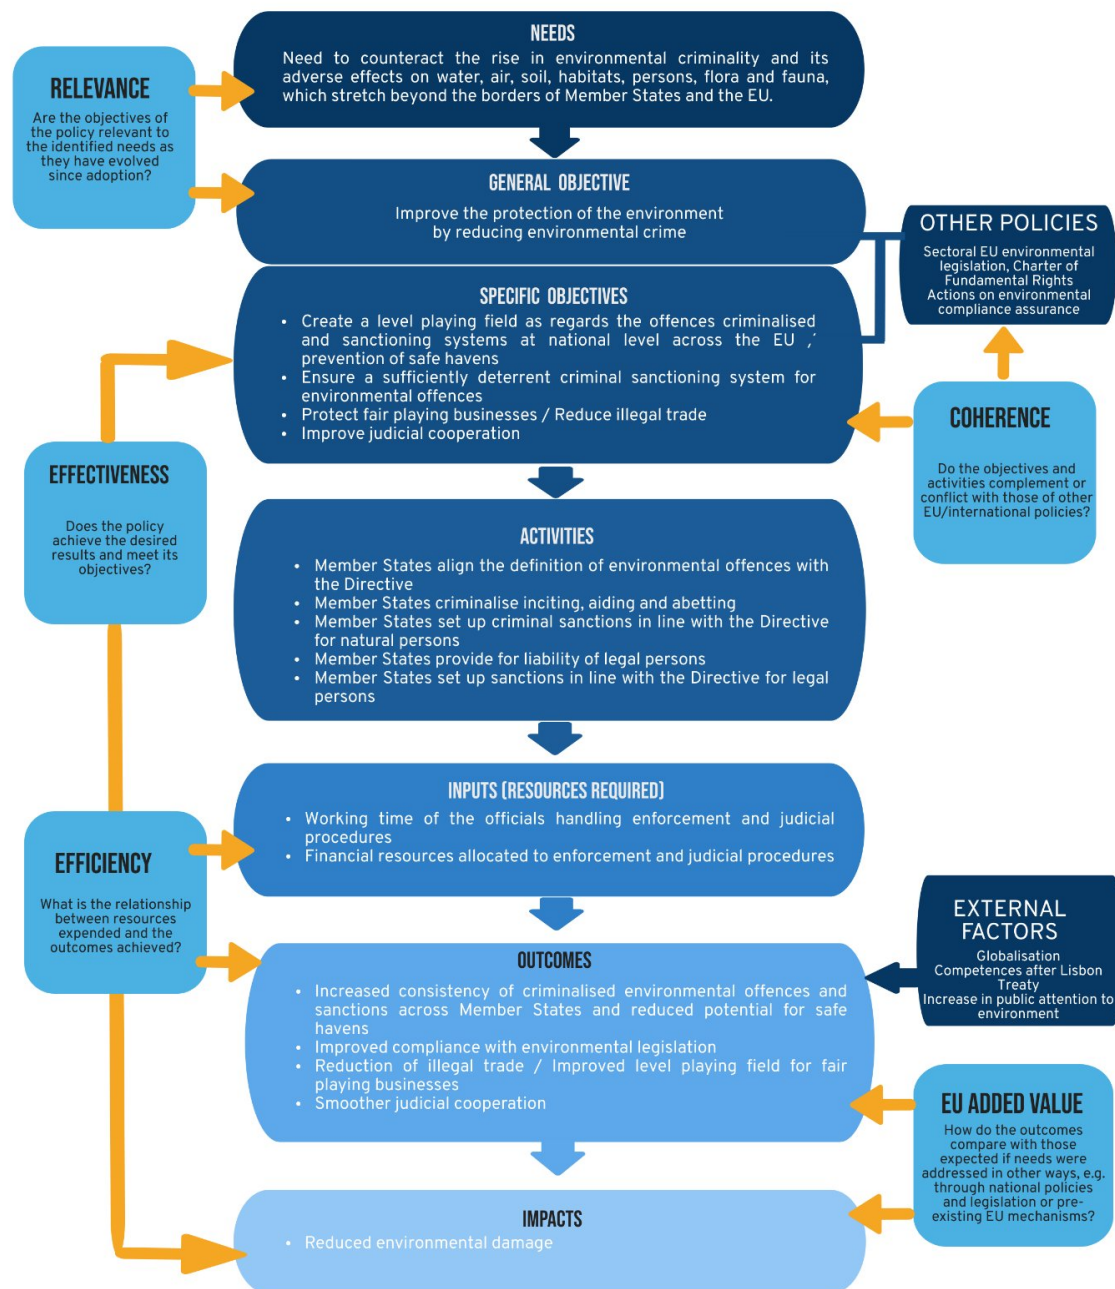 NEEDS
Need to counteract the rise in environmental criminality and its
adverse effects on water, air, soil, habitats, persons, flora and fauna,
which stretch beyond the borders of Member States and the EU.
RELEVANCE
Are the objectives of
the policy relevant to
the identified needs as
they have evolved
since adoption?
GENERAL OBJECTIVE
Improve the protection of the environment
by reducing environmental crime
OTHER POLICIES
Sectoral EU environmental
legislation, Charter of
Fundamental Rights
Actions on environmental
compliance assurance
SPECIFIC OBJECTIVES
• Create a level playing field as regards the offences criminalised
and sanctioning systems at national level across the EU ,'
prevention of safe havens
• Ensure a sufficiently deterrent criminal sanctioning system for
environmental offences
• Protect fair playing businesses / Reduce illegal trade
• Improve judicial cooperation
COHERENCE
Do the objectives and
activities complement or
conflict with those of other
EU/international policies?
EFFECTIVENESS
Does the policy
achieve the desired
results and meet its
objectives?
ACTIVITIES
• Member States align the definition of environmental offences with
the Directive
• Member States criminalise inciting, aiding and abetting
• Member States set up criminal sanctions in line with the Directive
for natural persons
• Member States provide for liability of legal persons
• Member States set up sanctions in line with the Directive for legal
persons
INPUTS (RESOURCES REQUIRED)
• Working time of the officials handling enforcement and judicial
procedures
• Financial resources allocated to enforcement and judicial procedures
EFFICIENCY
What is the relationship
between resources
expended and the
outcomes achieved?
EXTERNAL
FACTORS
Globalisation
Competences after Lisbon
Treaty
Increase in public attention to
environment
OUTCOMES
• Increased consistency of criminalised environmental offences and
sanctions across Member States and reduced potential for safe
havens
• Improved compliance with environmental legislation
• Reduction of illegal trade / Improved level playing field for fair
playing businesses
• Smoother judicial cooperation
EU ADDED VALUE
How do the outcomes
compare with those
expected if needs were
addressed in other ways, e.g.
through national policies
and legislation or pre-
existing EU mechanisms?
IMPACTS
• Reduced environmental damage